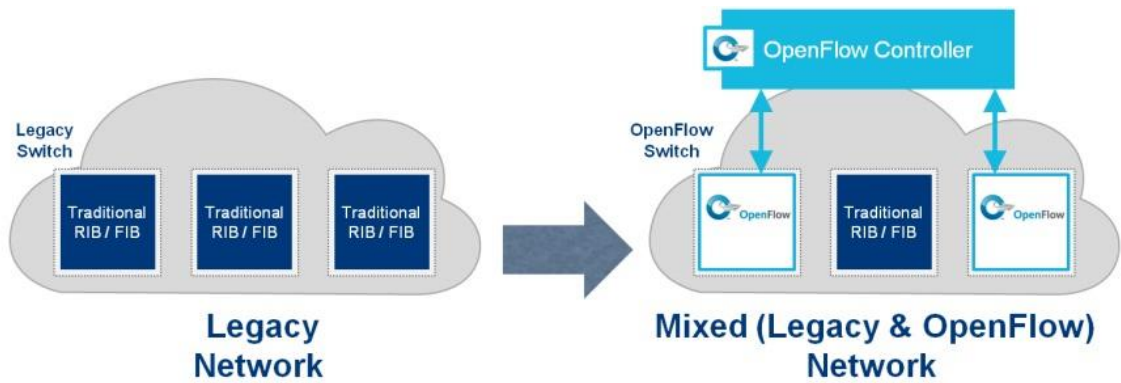 Legacy
Switch
Traditional
RIB / FIB
Traditional
RIB / FIB
Traditional
RIB / FIB
Legacy
Network
OpenFlow Controller
OpenFlow
Switch
OpenFlow
Traditional
RIB / FIB
OpenFlow
Mixed (Legacy & OpenFlow)
Network